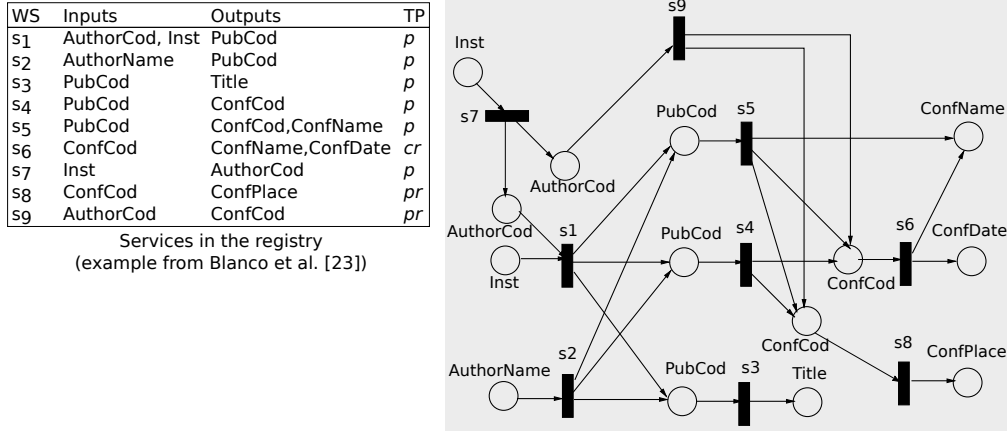 WS Inputs Outputs TP
s1 AuthorCod, Inst PubCod p
s2 AuthorName PubCod p
s3 PubCod Title p
s4 PubCod ConfCod p
s5 PubCod ConfCod,ConfName p
s6 ConfCod ConfName,ConfDate cr
s7 Inst AuthorCod p
s8 ConfCod ConfPlace pr
s9 AuthorCod ConfCod pr
Services in the registry
(example from Blanco et al. [23])
s9
Inst
s7
PubCod
s5
ConfName
AuthorCod
AuthorCod
s1
PubCod
s4
s6
ConfDate
Inst
ConfCod
ConfCod
s8
ConfPlace
AuthorName
s2
PubCod
s3
Title